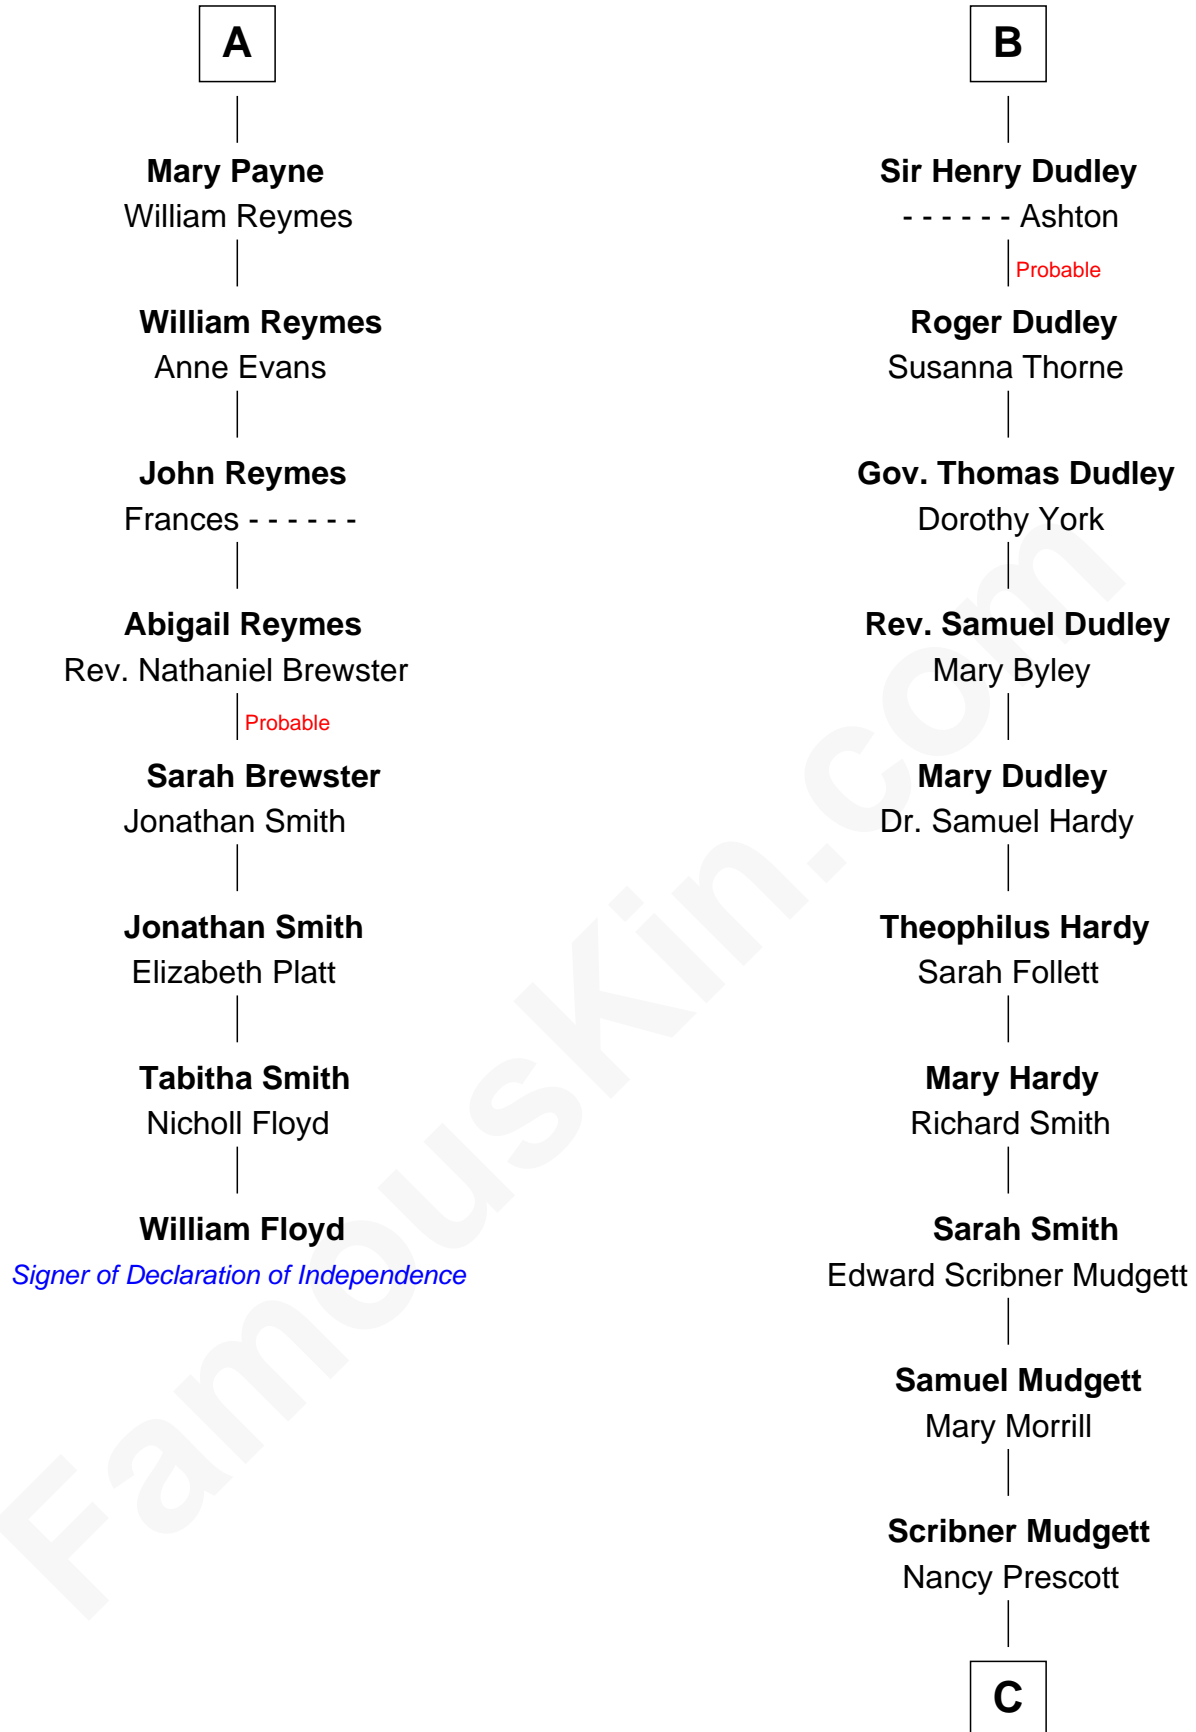 A
Mary Payne
William Reymes
William Reymes
Anne Evans
John Reymes
Frances - - - - - -
Abigail Reymes
Rev. Nathaniel Brewster
Probable
Sarah Brewster
Jonathan Smith
Jonathan Smith
Elizabeth Platt
Tabitha Smith
Nicholl Floyd
William Floyd
Signer of Declaration of Independence
B
Sir Henry Dudley
- - - - - - Ashton
Probable
Roger Dudley
Susanna Thorne
Gov. Thomas Dudley
Dorothy York
Rev. Samuel Dudley
Mary Byley
Mary Dudley
Dr. Samuel Hardy
Theophilus Hardy
Sarah Follett
Mary Hardy
Richard Smith
Sarah Smith
Edward Scribner Mudgett
Samuel Mudgett
Mary Morrill
Scribner Mudgett
Nancy Prescott
C
FamousKin.com